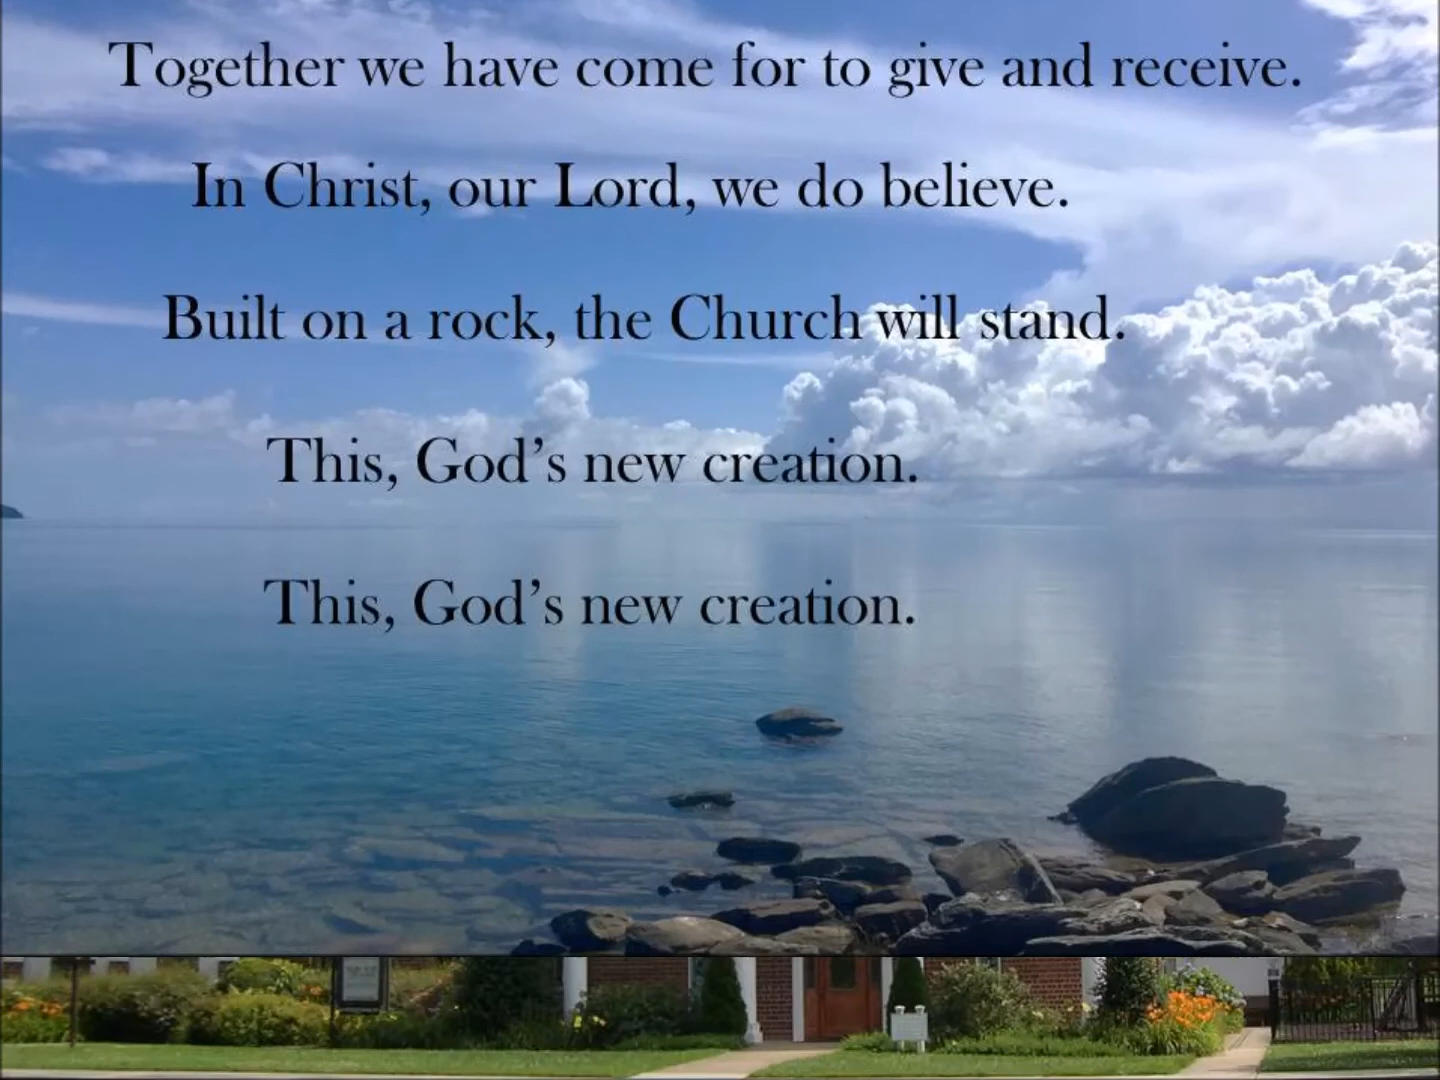 Together we have come for to give and receive.
In Christ, our Lord, we do believe.
Built on a rock, the Church will stand.
This, God’s new creation.
This, God’s new creation.